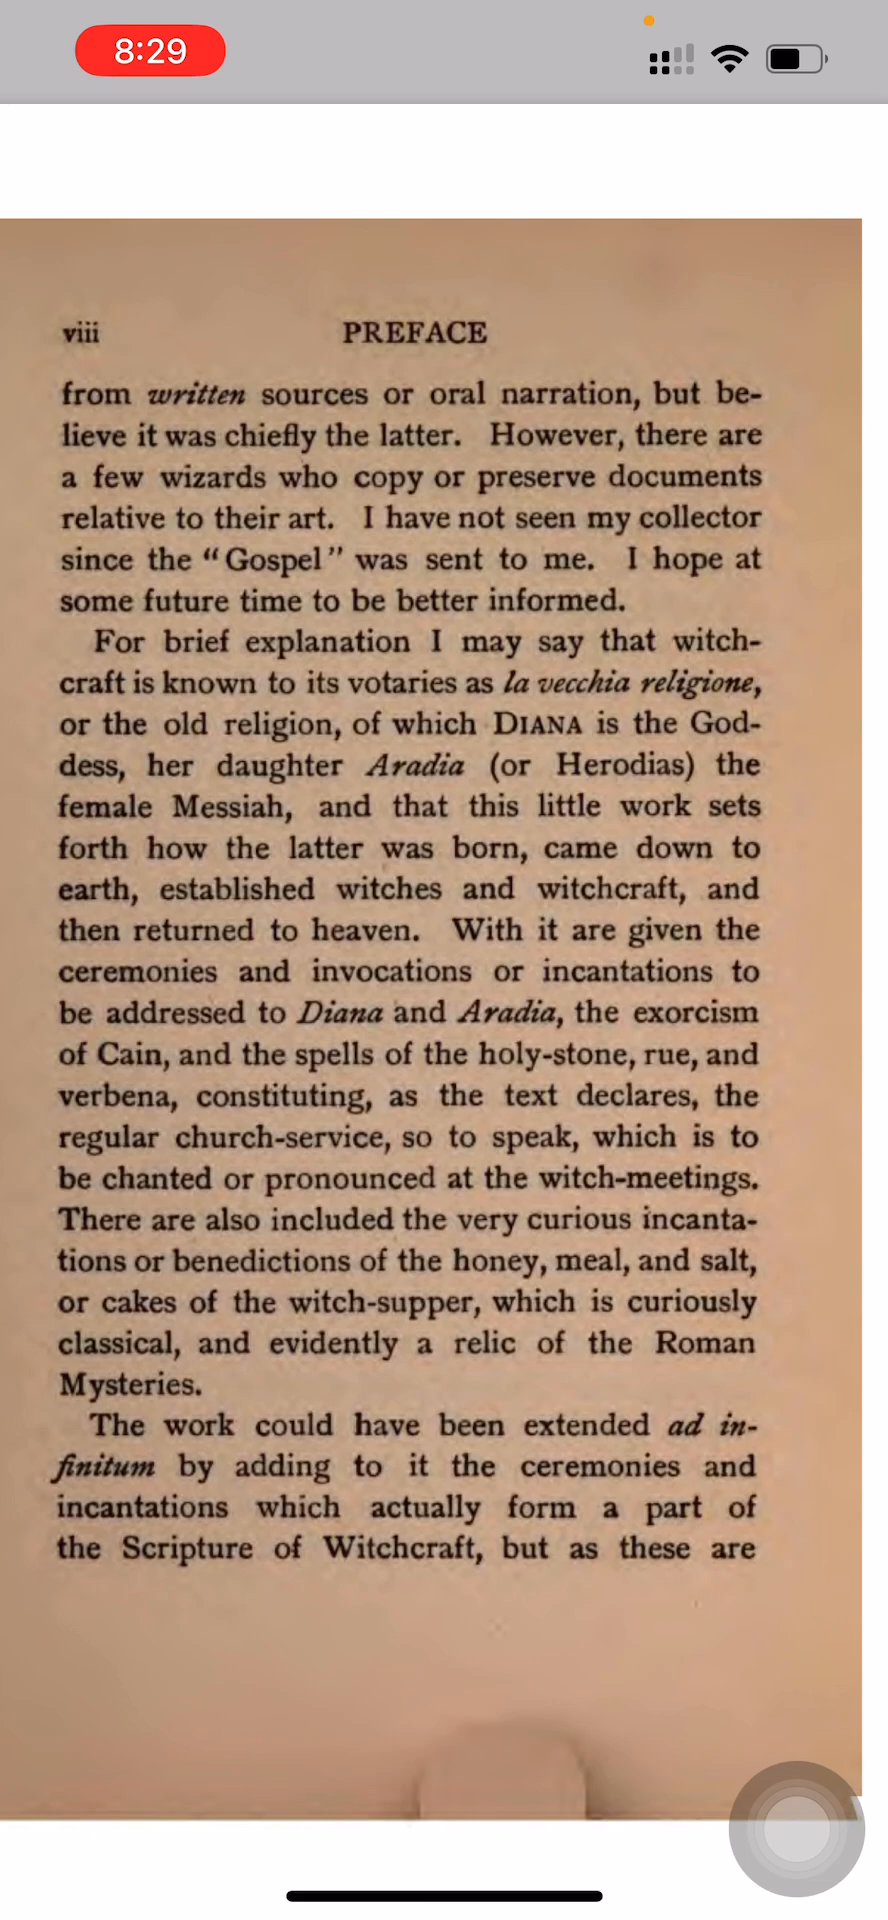 8:29
viii PREFACE
from written sources or oral narration, but be-
lieve it was chiefly the latter. However, there are
a few wizards who copy or preserve documents
relative to their art. I have not seen my collector
since the “Gospel” was sent to me. I hope at
some future time to be better informed.
For brief explanation I may say that witch-
craft is known to its votaries as la vecchia religione,
or the old religion, of which DIANA is the God-
dess, her daughter Aradia (or Herodias) the
female Messiah, and that this little work sets
forth how the latter was born, came down to
earth, established witches and witchcraft, and
then returned to heaven. With it are given the
ceremonies and invocations or incantations to
be addressed to Diana and Aradia, the exorcism
of Cain, and the spells of the holy-stone, rue, and
verbena, constituting, as the text declares, the
regular church-service, so to speak, which is to
be chanted or pronounced at the witch-meetings.
There are also included the very curious incanta-
tions or benedictions of the honey, meal, and salt,
or cakes of the witch-supper, which is curiously
classical, and evidently a relic of the Roman
Mysteries.
The work could have been extended ad in-
finitum by adding to it the ceremonies and
incantations which actually form a part of
the Scripture of Witchcraft, but as these are